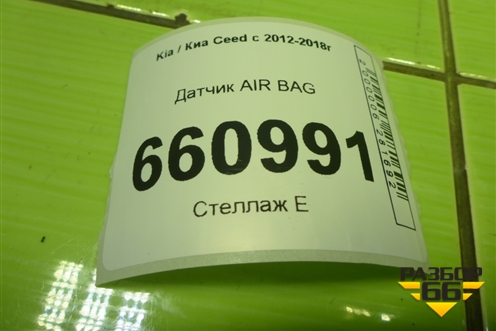 Kia / Киа Ceed с 2012-2018г
Датчик AIR BAG
660991
Стеллаж Е
РАЗБОР
66